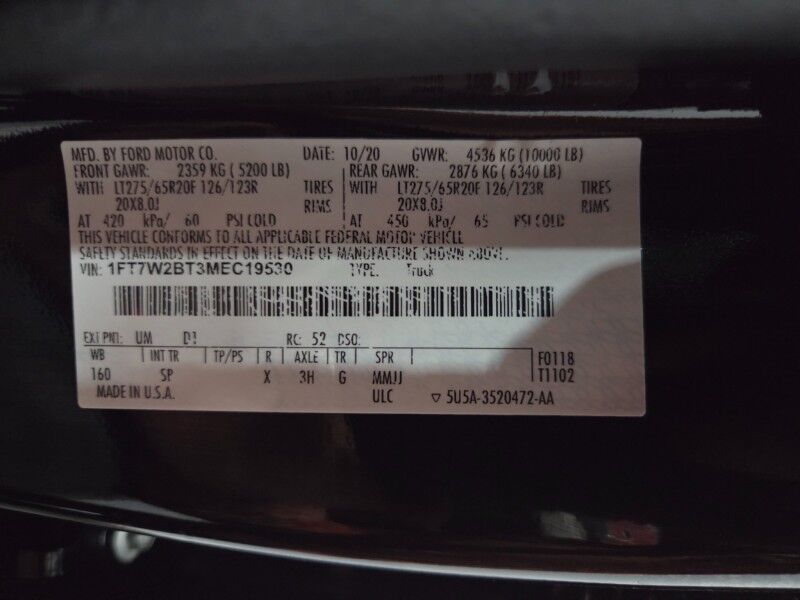 MFD. BY FORD MOTOR CO. DATE: 10/20 GVWR: 4536 KG (10000 LB)
FRONT GAWR: 2359 KG (5200 LB) REAR GAWR: 2876 KG (6340 LB)
WITH LT275/65R20F 126/123R TIRES WITH LT275/65R20F 126/123R TIRES
20X8.0J RIMS 20X8.0J RIMS
AT 420 kPa/ 60 PSI COLD AT 450 kPa/ 65 PSI COLD
THIS VEHICLE CONFORMS TO ALL APPLICABLE FEDERAL MOTOR VEHICLE
SAFETY STANDARDS IN EFFECT ON THE DATE OF MANUFACTURE SHOWN ABOVE.
VIN: 1FT7W2BT3MEC19530 TYPE: Truck
EXT PNT: UM D1 RC: 52 DSO:
WB INT TR TP/PS R AXLE TR SPR F0118
160 SP X 3H G MMJJ T1102
MADE IN U.S.A. ULC ▽ 5U5A-3520472-AA